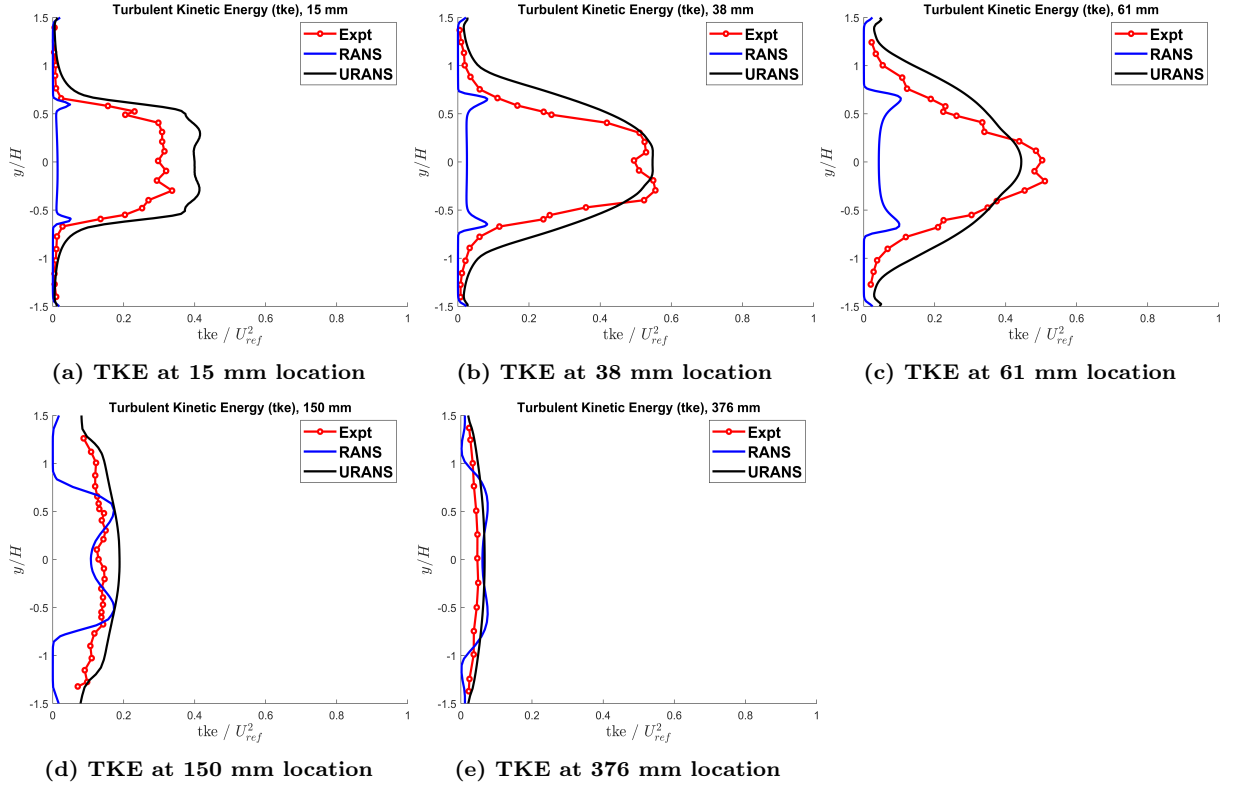 Turbulent Kinetic Energy (tke), 15 mm
Expt
RANS
URANS
1.5
1
0.5
0
-0.5
-1
-1.5
y/H
0 0.2 0.4 0.6 0.8 1
tke / U²ref
(a) TKE at 15 mm location
Turbulent Kinetic Energy (tke), 38 mm
Expt
RANS
URANS
1.5
1
0.5
0
-0.5
-1
-1.5
y/H
0 0.2 0.4 0.6 0.8 1
tke / U²ref
(b) TKE at 38 mm location
Turbulent Kinetic Energy (tke), 61 mm
Expt
RANS
URANS
1.5
1
0.5
0
-0.5
-1
-1.5
y/H
0 0.2 0.4 0.6 0.8 1
tke / U²ref
(c) TKE at 61 mm location
Turbulent Kinetic Energy (tke), 150 mm
Expt
RANS
URANS
1.5
1
0.5
0
-0.5
-1
-1.5
y/H
0 0.2 0.4 0.6 0.8 1
tke / U²ref
(d) TKE at 150 mm location
Turbulent Kinetic Energy (tke), 376 mm
Expt
RANS
URANS
1.5
1
0.5
0
-0.5
-1
-1.5
y/H
0 0.2 0.4 0.6 0.8 1
tke / U²ref
(e) TKE at 376 mm location